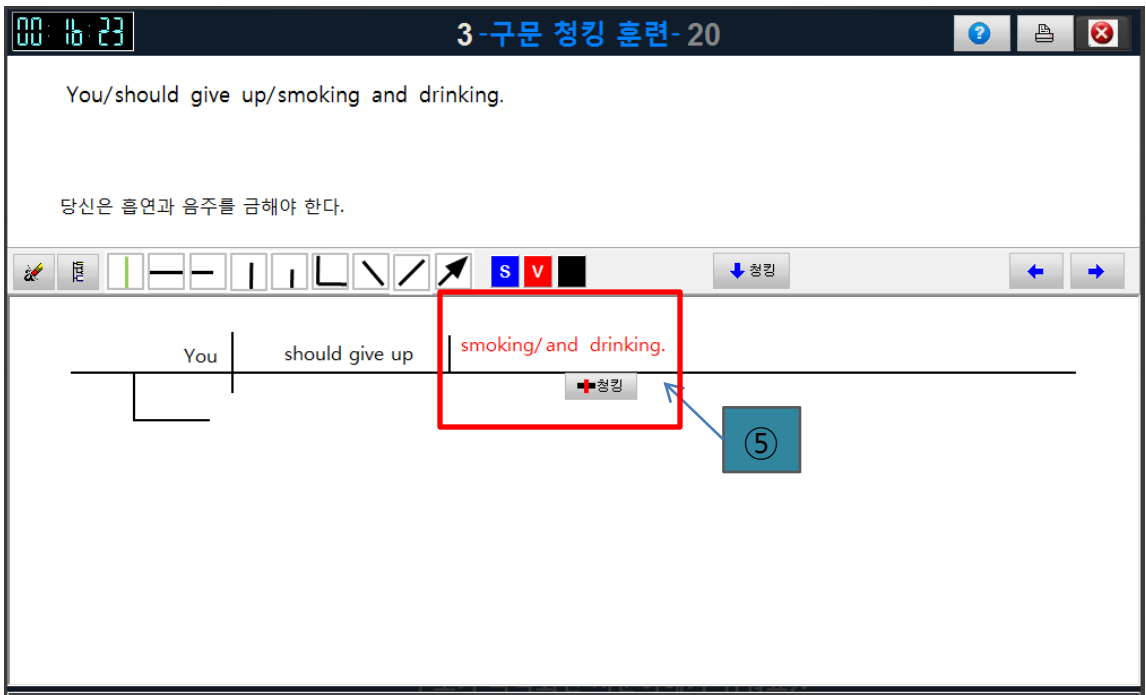 00:16:23
3 -구문 청킹 훈련- 20
You/should give up/smoking and drinking.
당신은 흡연과 음주를 금해야 한다.
S V
청킹
You should give up smoking/and drinking.
청킹
⑤